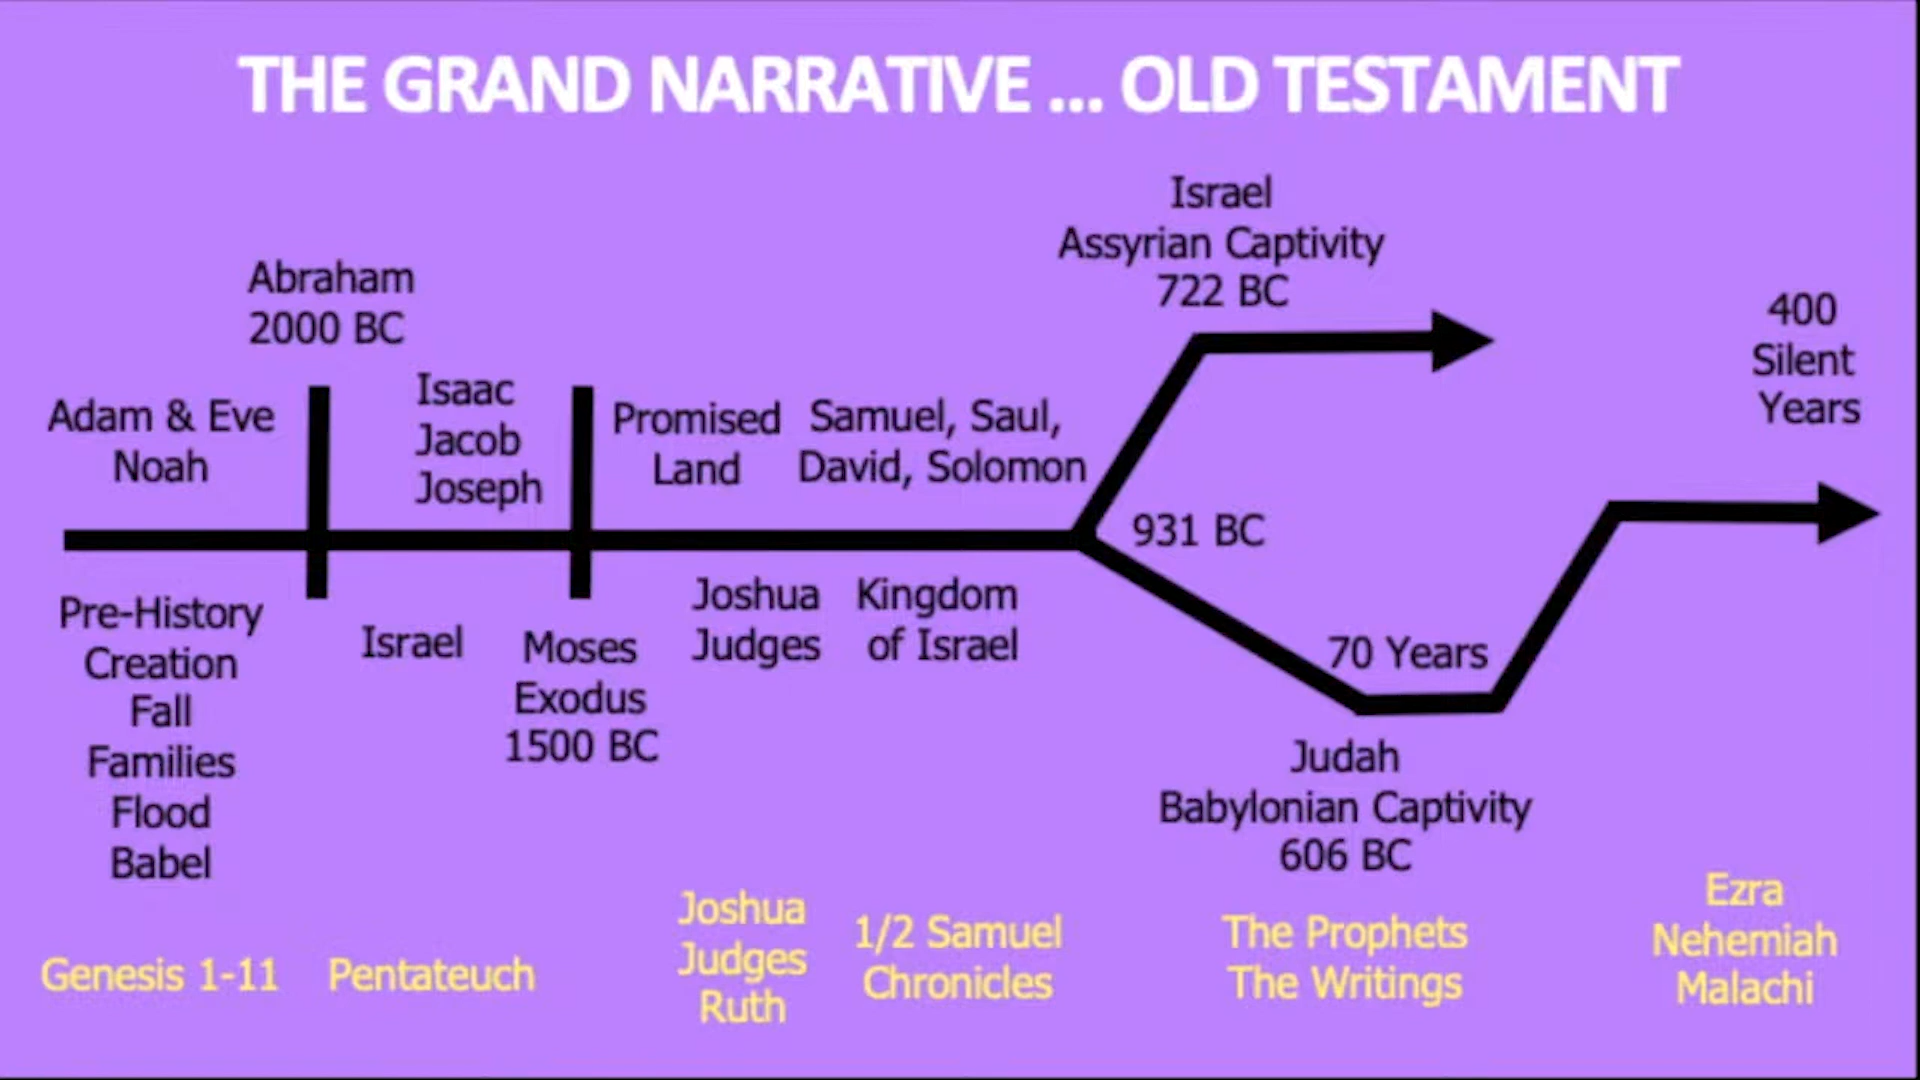 THE GRAND NARRATIVE ... OLD TESTAMENT
Abraham
2000 BC
Adam & Eve
Noah
Isaac
Jacob
Joseph
Promised
Land
Samuel, Saul,
David, Solomon
Israel
Assyrian Captivity
722 BC
400
Silent
Years
931 BC
Pre-History
Creation
Fall
Families
Flood
Babel
Israel
Moses
Exodus
1500 BC
Joshua
Judges
Kingdom
of Israel
70 Years
Judah
Babylonian Captivity
606 BC
Genesis 1-11
Pentateuch
Joshua
Judges
Ruth
1/2 Samuel
Chronicles
The Prophets
The Writings
Ezra
Nehemiah
Malachi